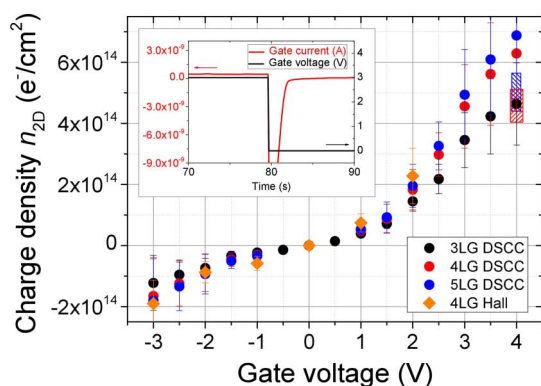 Charge density n2D (e-/cm2)
6x10^14
4x10^14
2x10^14
0
-2x10^14
-3 -2 -1 0 1 2 3 4
Gate voltage (V)
3.0x10^-9
0.0
-3.0x10^-9
-6.0x10^-9
-9.0x10^-9
Gate current (A)
Gate voltage (V)
4
3
2
1
0
70 80 90
Time (s)
3LG DSCC
4LG DSCC
5LG DSCC
4LG Hall